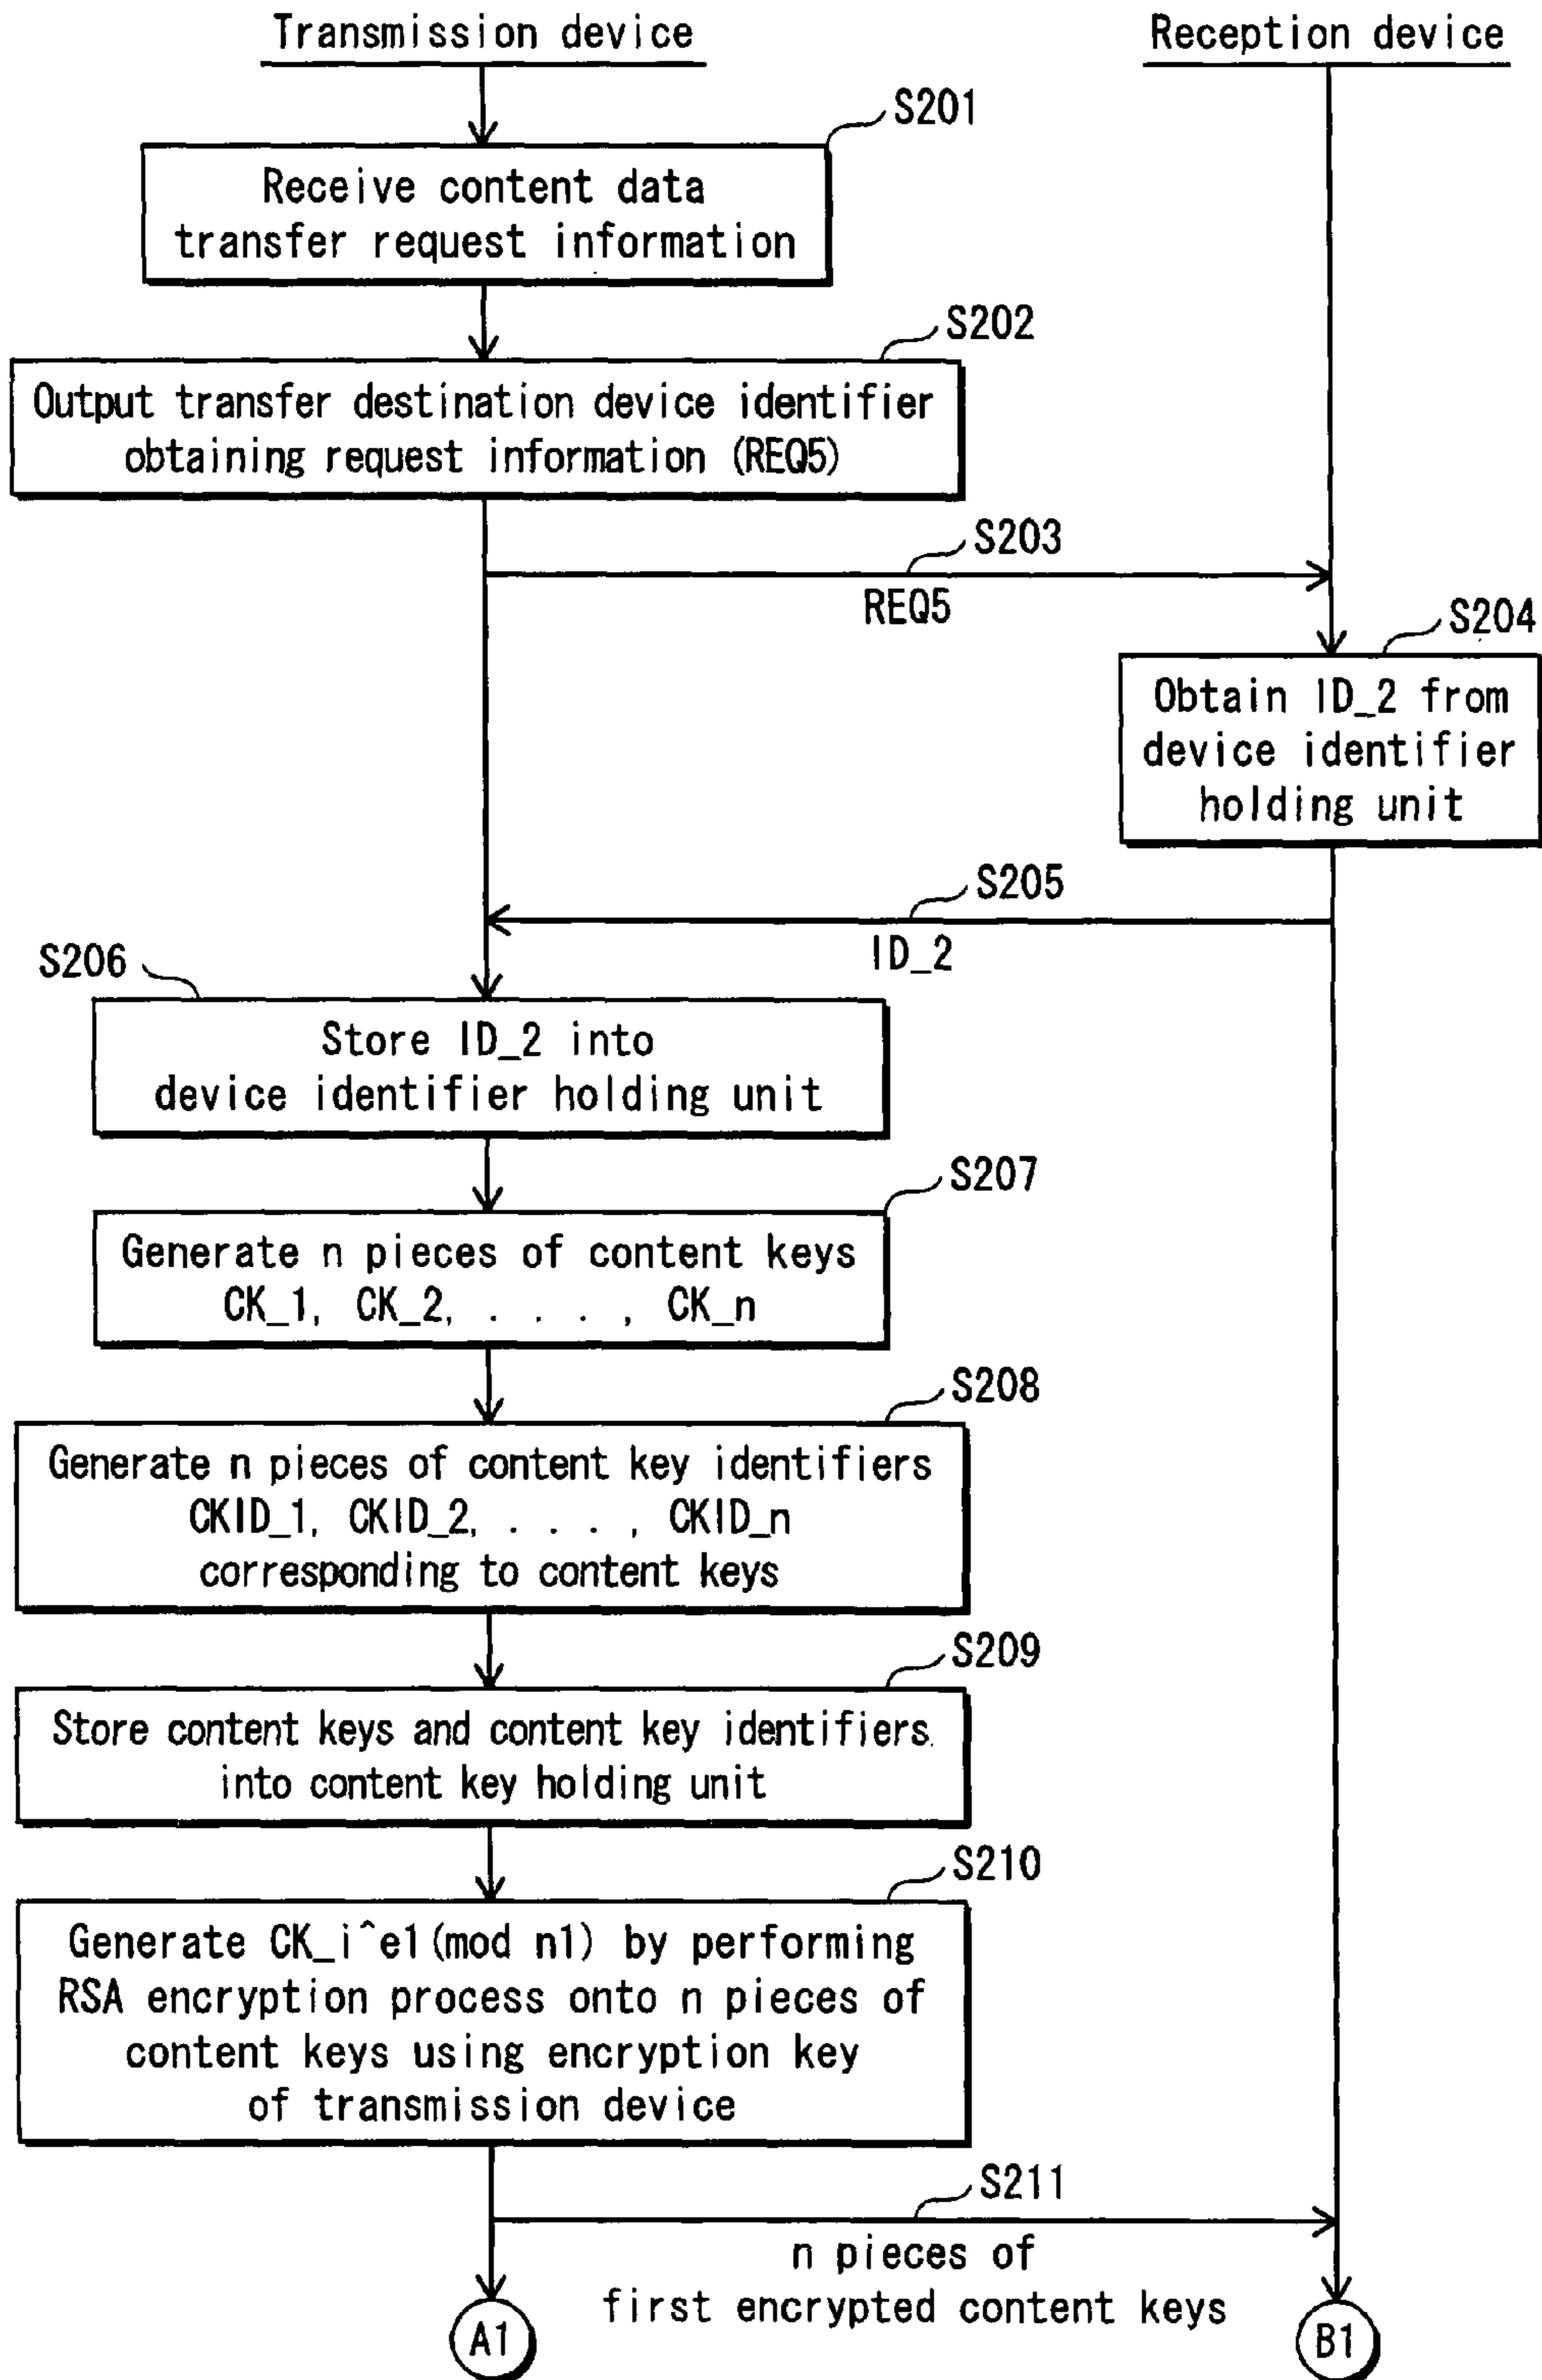 Transmission device
Reception device
S201
Receive content data
transfer request information
S202
Output transfer destination device identifier
obtaining request information (REQ5)
S203
REQ5
S204
Obtain ID_2 from
device identifier
holding unit
S205
ID_2
S206
Store ID_2 into
device identifier holding unit
S207
Generate n pieces of content keys
CK_1, CK_2, . . . , CK_n
S208
Generate n pieces of content key identifiers
CKID_1, CKID_2, . . . , CKID_n
corresponding to content keys
S209
Store content keys and content key identifiers
into content key holding unit
S210
Generate CK_i^e1(mod n1) by performing
RSA encryption process onto n pieces of
content keys using encryption key
of transmission device
S211
n pieces of
first encrypted content keys
A1
B1